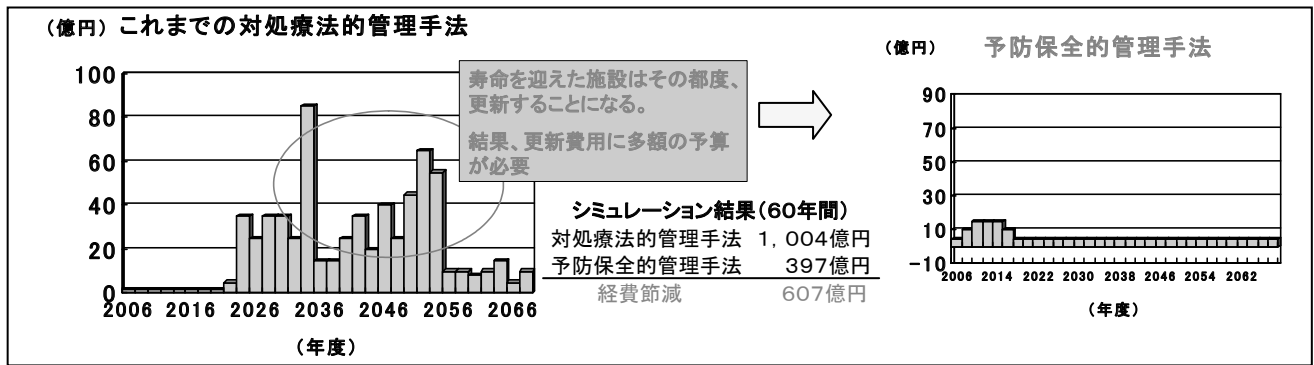 (億円) これまでの対処療法的管理手法
100
80
60
40
20
0
2006 2016 2026 2036 2046 2056 2066
(年度)
寿命を迎えた施設はその都度、
更新することになる。
結果、更新費用に多額の予算
が必要
シミュレーション結果(60年間)
対処療法的管理手法 1,004億円
予防保全的管理手法 397億円
経費節減 607億円
(億円) 予防保全的管理手法
90
70
50
30
10
-10
2006 2014 2022 2030 2038 2046 2054 2062
(年度)